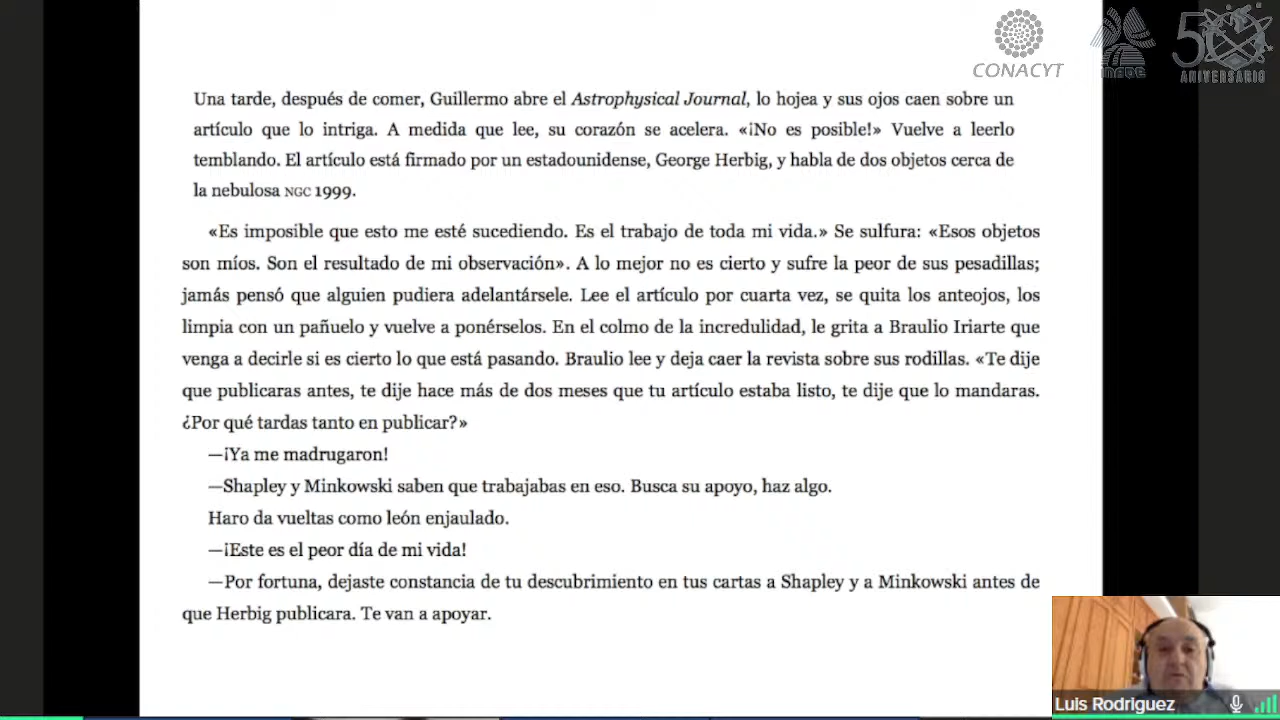 CONACYT
INAOE
50
ANIVERSARIO
Una tarde, después de comer, Guillermo abre el Astrophysical Journal, lo hojea y sus ojos caen sobre un
artículo que lo intriga. A medida que lee, su corazón se acelera. «¡No es posible!» Vuelve a leerlo
temblando. El artículo está firmado por un estadounidense, George Herbig, y habla de dos objetos cerca de
la nebulosa NGC 1999.
«Es imposible que esto me esté sucediendo. Es el trabajo de toda mi vida.» Se sulfura: «Esos objetos
son míos. Son el resultado de mi observación». A lo mejor no es cierto y sufre la peor de sus pesadillas;
jamás pensó que alguien pudiera adelantársele. Lee el artículo por cuarta vez, se quita los anteojos, los
limpia con un pañuelo y vuelve a ponérselos. En el colmo de la incredulidad, le grita a Braulio Iriarte que
venga a decirle si es cierto lo que está pasando. Braulio lee y deja caer la revista sobre sus rodillas. «Te dije
que publicaras antes, te dije hace más de dos meses que tu artículo estaba listo, te dije que lo mandaras.
¿Por qué tardas tanto en publicar?»
—¡Ya me madrugaron!
—Shapley y Minkowski saben que trabajabas en eso. Busca su apoyo, haz algo.
Haro da vueltas como león enjaulado.
—¡Este es el peor día de mi vida!
—Por fortuna, dejaste constancia de tu descubrimiento en tus cartas a Shapley y a Minkowski antes de
que Herbig publicara. Te van a apoyar.
Luis Rodriguez